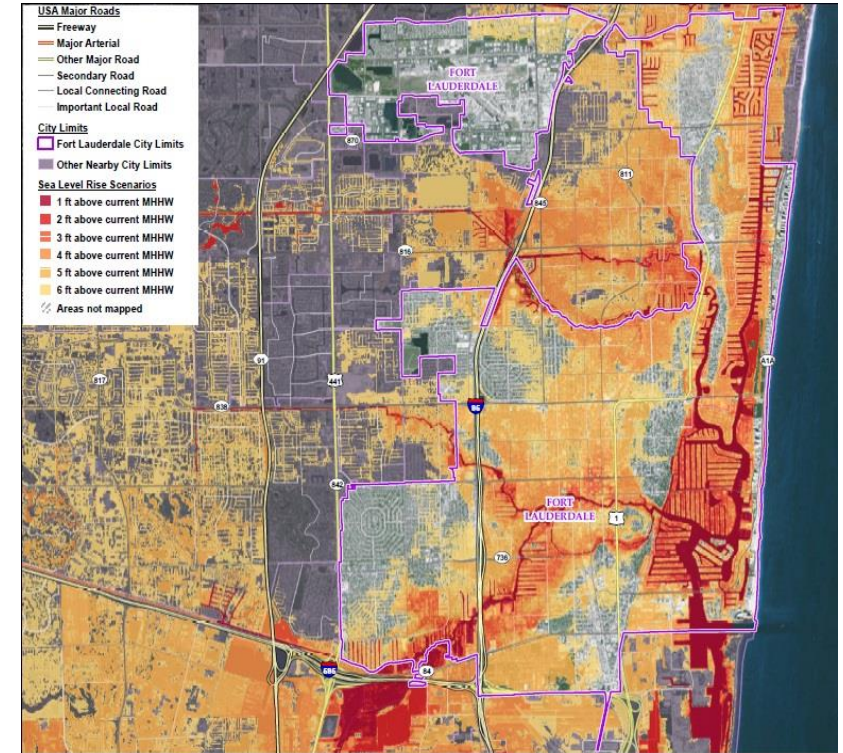 USA Major Roads
Freeway
Major Arterial
Other Major Road
Secondary Road
Local Connecting Road
Important Local Road
City Limits
Fort Lauderdale City Limits
Other Nearby City Limits
Sea Level Rise Scenarios
1 ft above current MHHW
2 ft above current MHHW
3 ft above current MHHW
4 ft above current MHHW
5 ft above current MHHW
6 ft above current MHHW
Areas not mapped
FORT
LAUDERDALE
870
811
845
816
91
A1A
817
441
838
95
842
FORT
LAUDERDALE
1
736
595
84